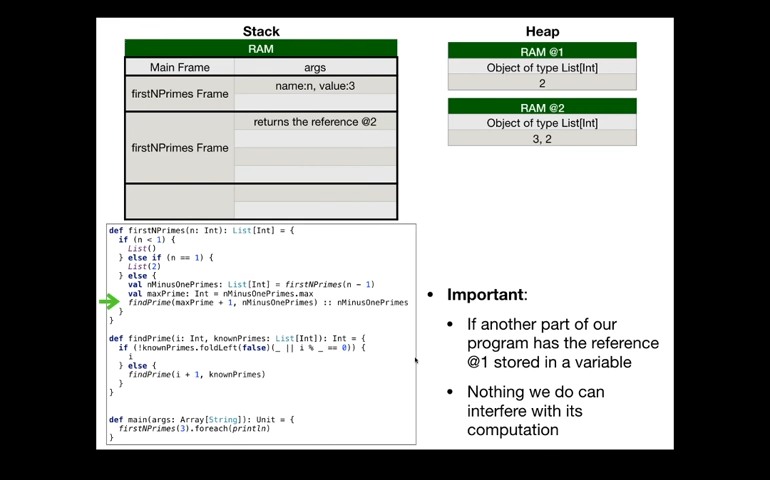 Stack
RAM
Main Frame args
firstNPrimes Frame name:n, value:3
firstNPrimes Frame returns the reference @2
Heap
RAM @1
Object of type List[Int]
2
RAM @2
Object of type List[Int]
3, 2
def firstNPrimes(n: Int): List[Int] = {
  if (n < 1) {
    List()
  } else if (n == 1) {
    List(2)
  } else {
    val nMinusOnePrimes: List[Int] = firstNPrimes(n - 1)
    val maxPrime: Int = nMinusOnePrimes.max
    findPrime(maxPrime + 1, nMinusOnePrimes) :: nMinusOnePrimes
  }
}
def findPrime(i: Int, knownPrimes: List[Int]): Int = {
  if (!knownPrimes.foldLeft(false)(_ || i % _ == 0)) {
    i
  } else {
    findPrime(i + 1, knownPrimes)
  }
}
def main(args: Array[String]): Unit = {
  firstNPrimes(3).foreach(println)
}
• Important:
• If another part of our
program has the reference
@1 stored in a variable
• Nothing we do can
interfere with its
computation